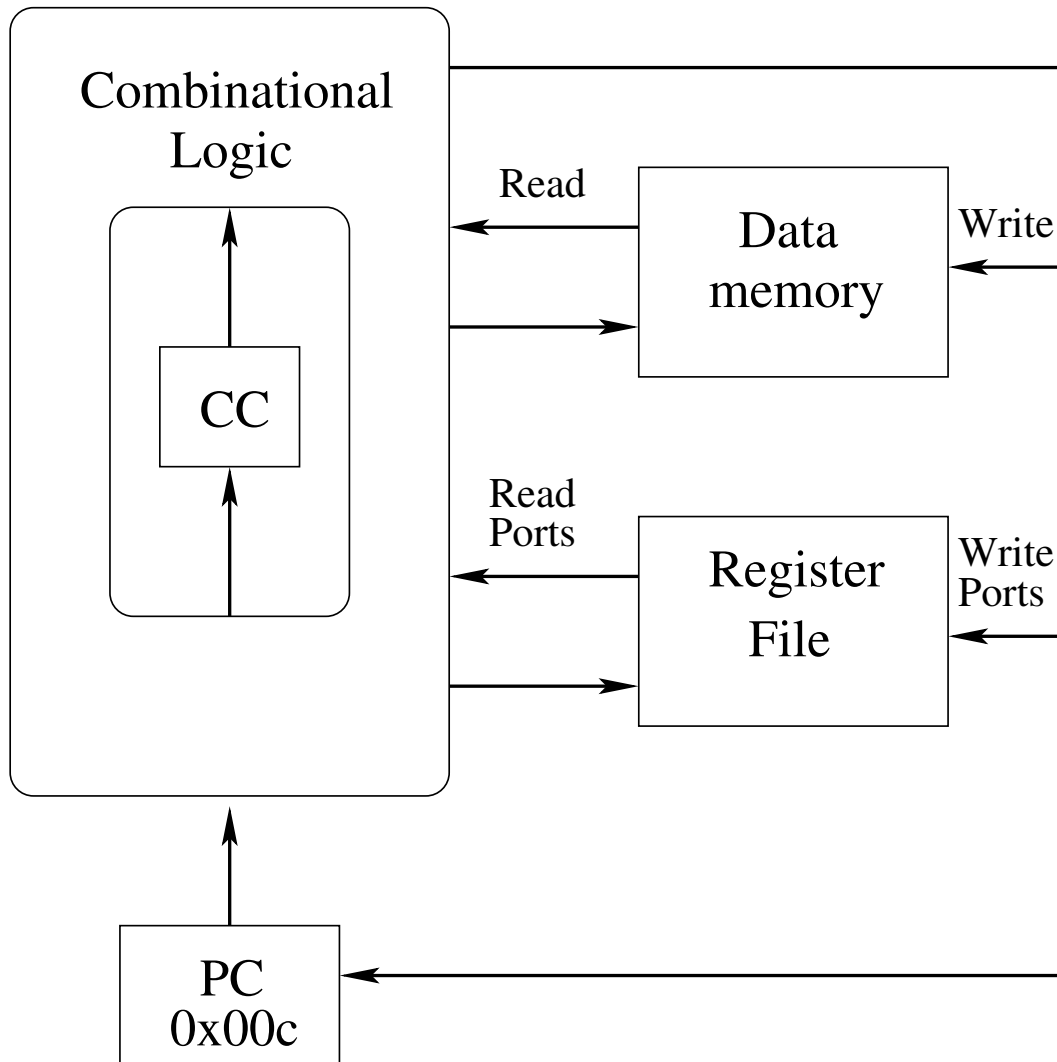 Combinational
Logic
Read
Data
memory
Write
CC
Read
Ports
Register
File
Write
Ports
PC
0x00c